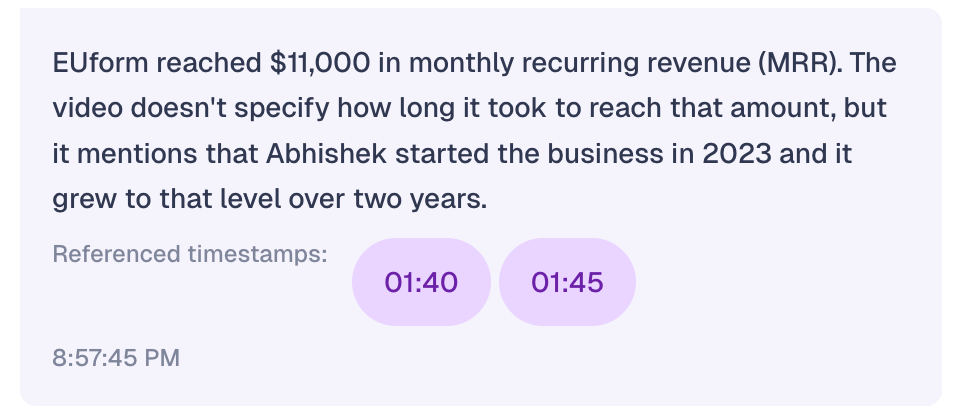 EUform reached $11,000 in monthly recurring revenue (MRR). The
video doesn't specify how long it took to reach that amount, but
it mentions that Abhishek started the business in 2023 and it
grew to that level over two years.
Referenced timestamps: 01:40 01:45
8:57:45 PM